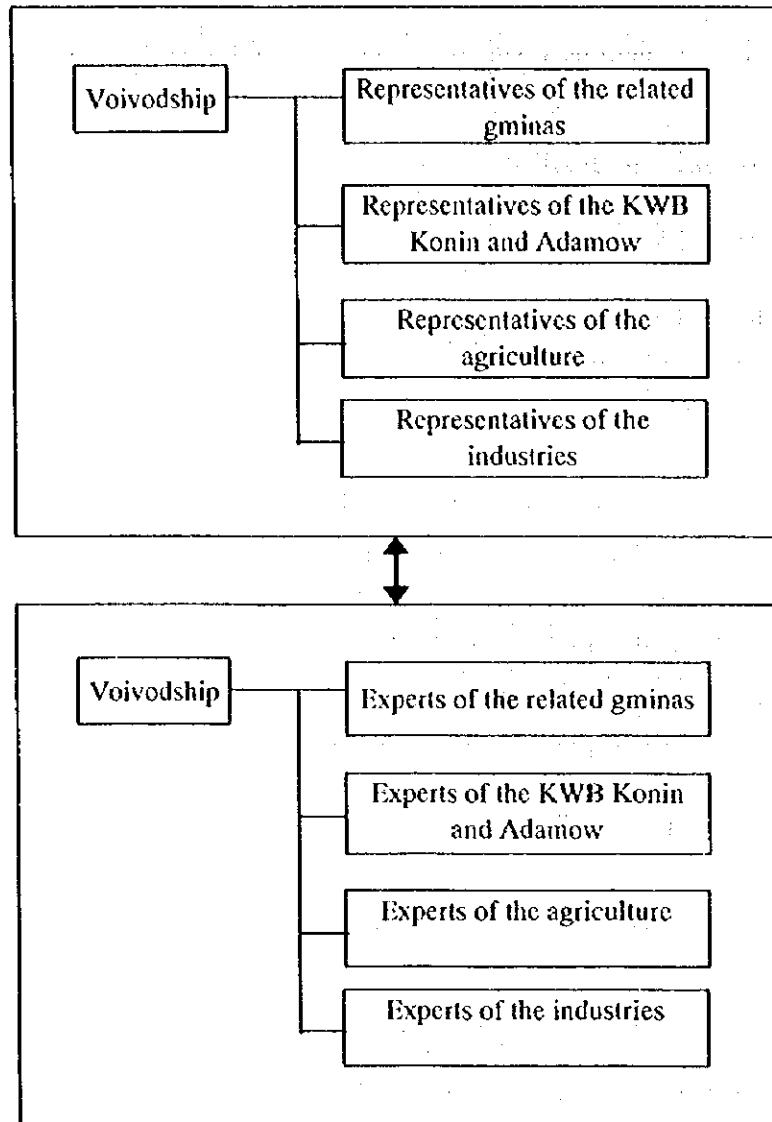 Voivodship
Representatives of the related
gminas
Representatives of the KWB
Konin and Adamow
Representatives of the
agriculture
Representatives of the
industries
Voivodship
Experts of the related gminas
Experts of the KWB Konin
and Adamow
Experts of the agriculture
Experts of the industries